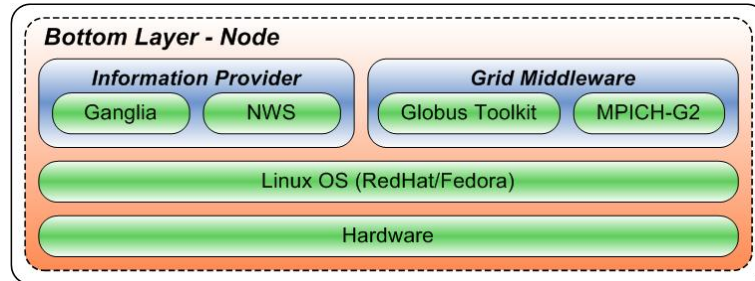 Bottom Layer - Node
Information Provider
Ganglia
NWS
Grid Middleware
Globus Toolkit
MPICH-G2
Linux OS (RedHat/Fedora)
Hardware